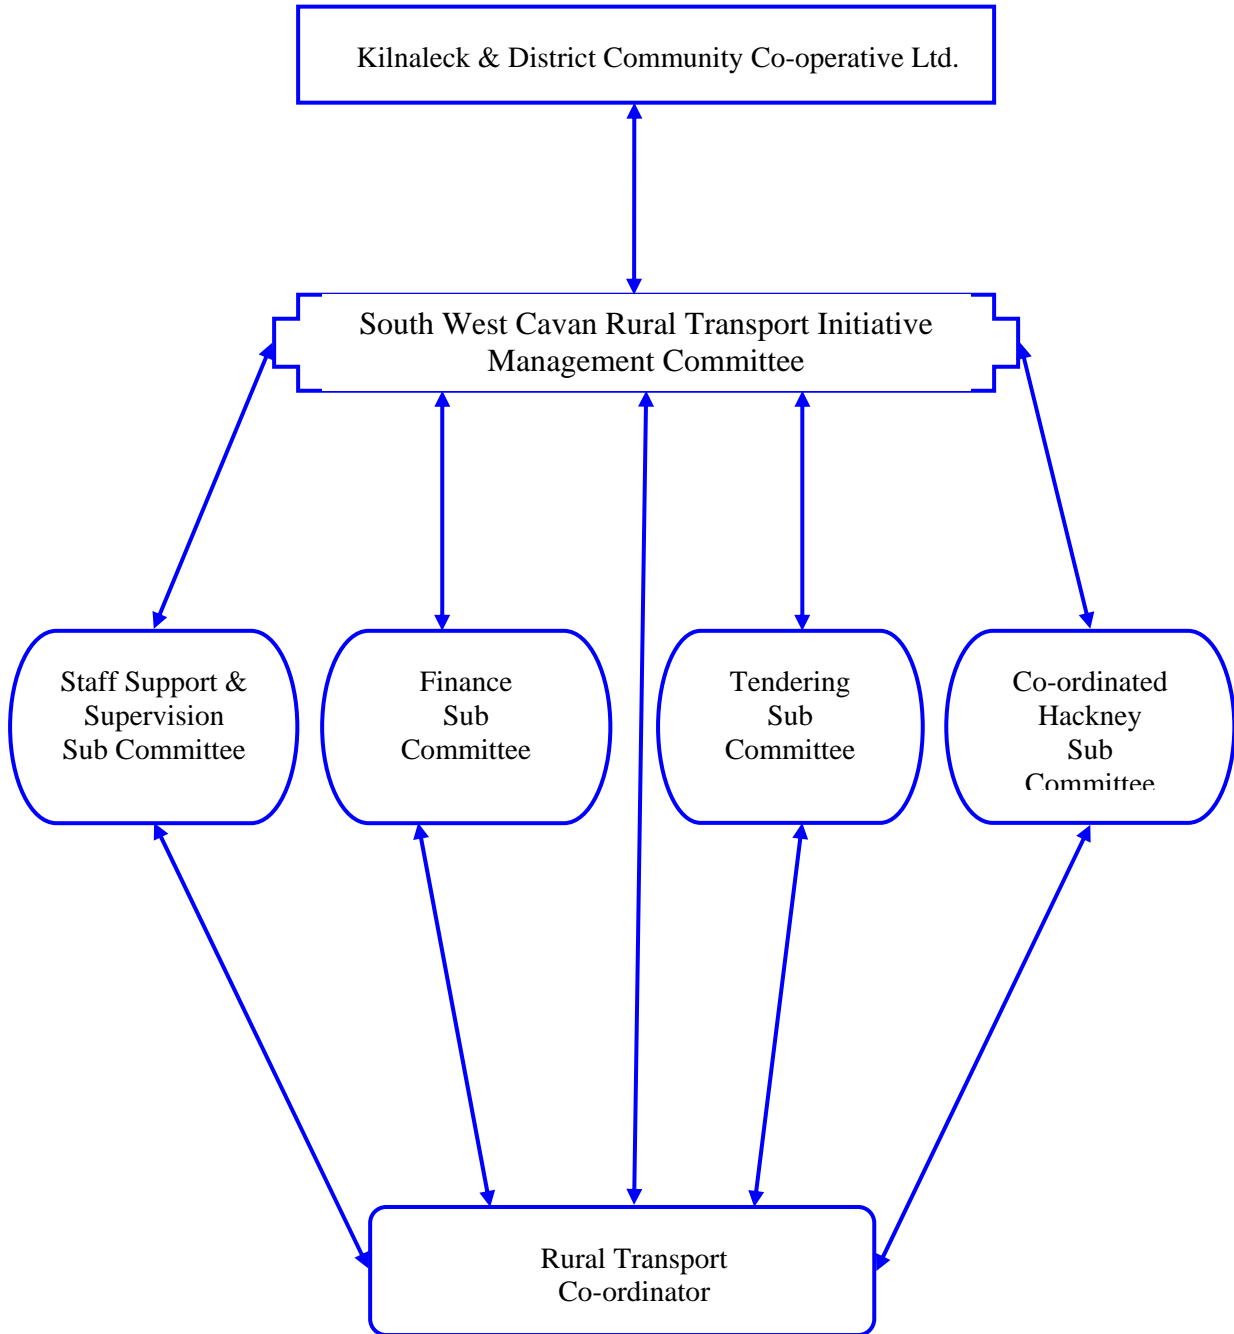 Kilnaleck & District Community Co-operative Ltd.
South West Cavan Rural Transport Initiative
Management Committee
Staff Support &
Supervision
Sub Committee
Finance
Sub
Committee
Tendering
Sub
Committee
Co-ordinated
Hackney
Sub
Committee
Rural Transport
Co-ordinator